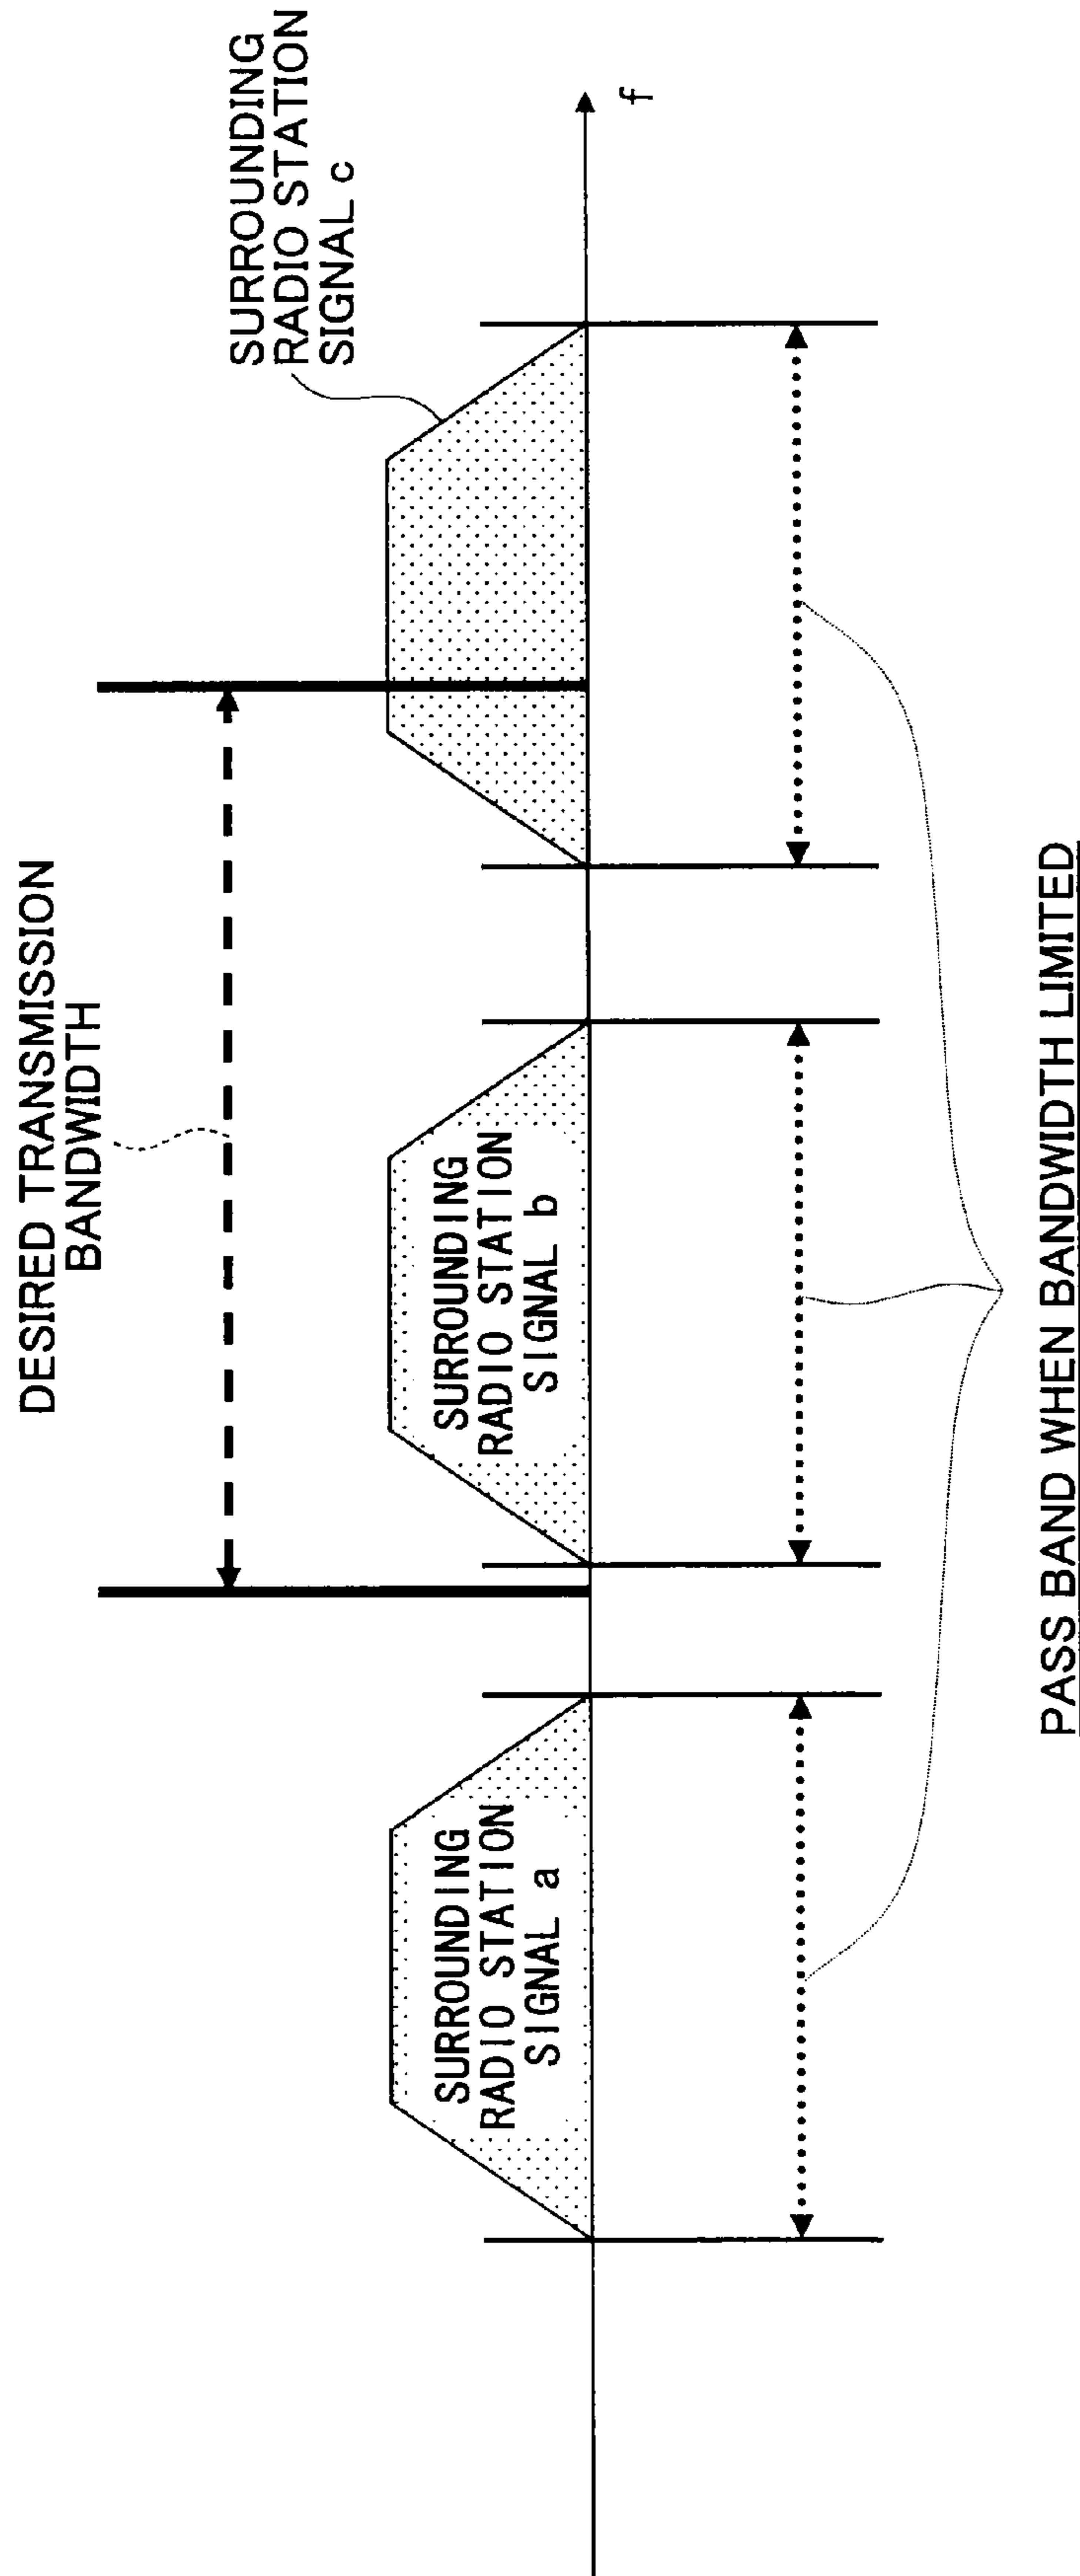 DESIRED TRANSMISSION
BANDWIDTH
SURROUNDING
RADIO STATION
SIGNAL c
SURROUNDING
RADIO STATION
SIGNAL a
SURROUNDING
RADIO STATION
SIGNAL b
f
PASS BAND WHEN BANDWIDTH LIMITED